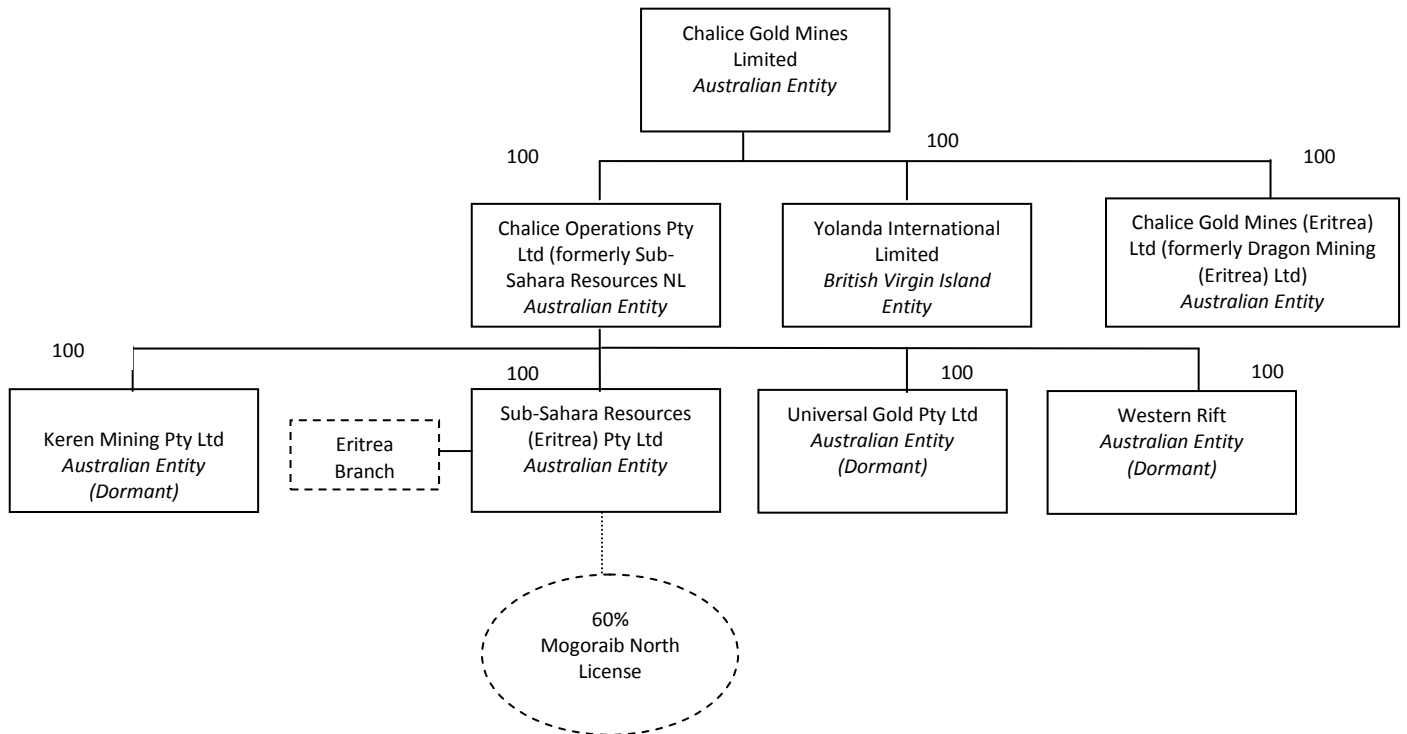 Chalice Gold Mines
Limited
Australian Entity
100
100
100
Chalice Operations Pty
Ltd (formerly Sub-
Sahara Resources NL
Australian Entity
Yolanda International
Limited
British Virgin Island
Entity
Chalice Gold Mines (Eritrea)
Ltd (formerly Dragon Mining
(Eritrea) Ltd)
Australian Entity
100
100
100
100
Keren Mining Pty Ltd
Australian Entity
(Dormant)
Eritrea
Branch
Sub-Sahara Resources
(Eritrea) Pty Ltd
Australian Entity
Universal Gold Pty Ltd
Australian Entity
(Dormant)
Western Rift
Australian Entity
(Dormant)
60%
Mogoraib North
License